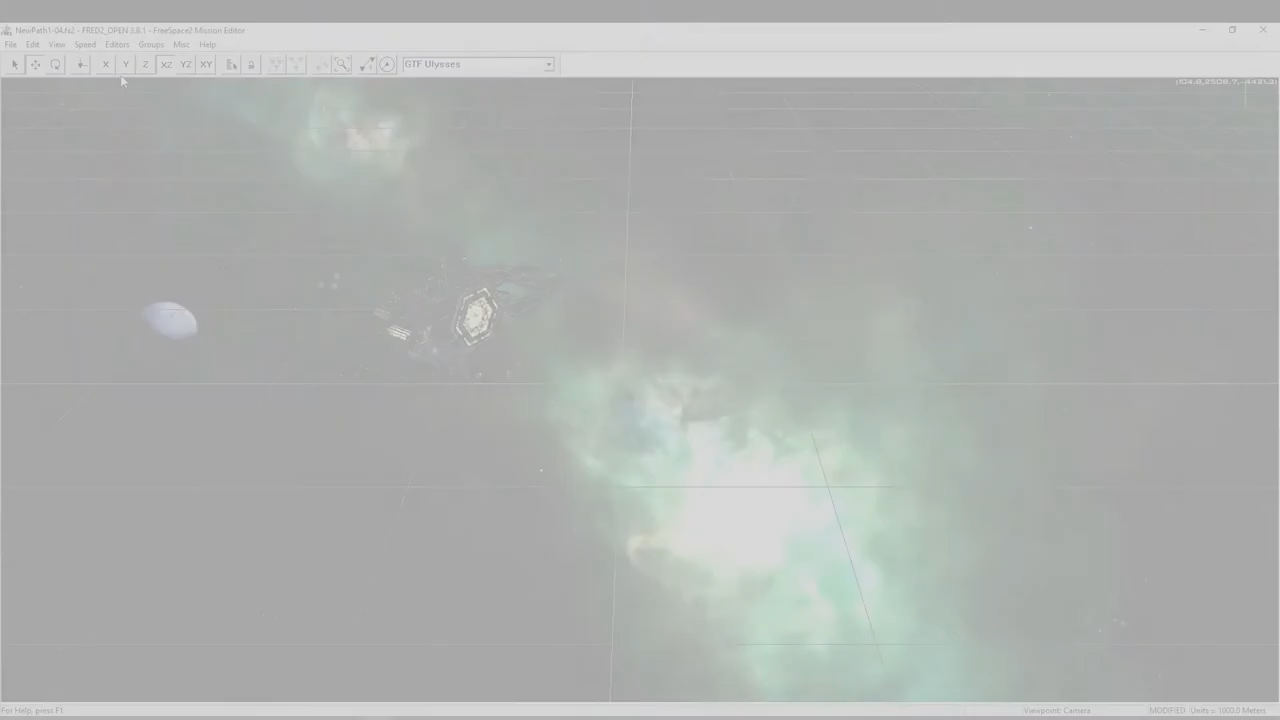 NewPath1-04.fs2 - FRED2_OPEN 3.8.1 - FreeSpace2 Mission Editor
File Edit View Speed Editors Groups Misc Help
X Y Z XZ YZ XY GTF Ulysses
For Help, press F1 Viewpoint: Camera MODIFIED Units = 1000.0 Meters